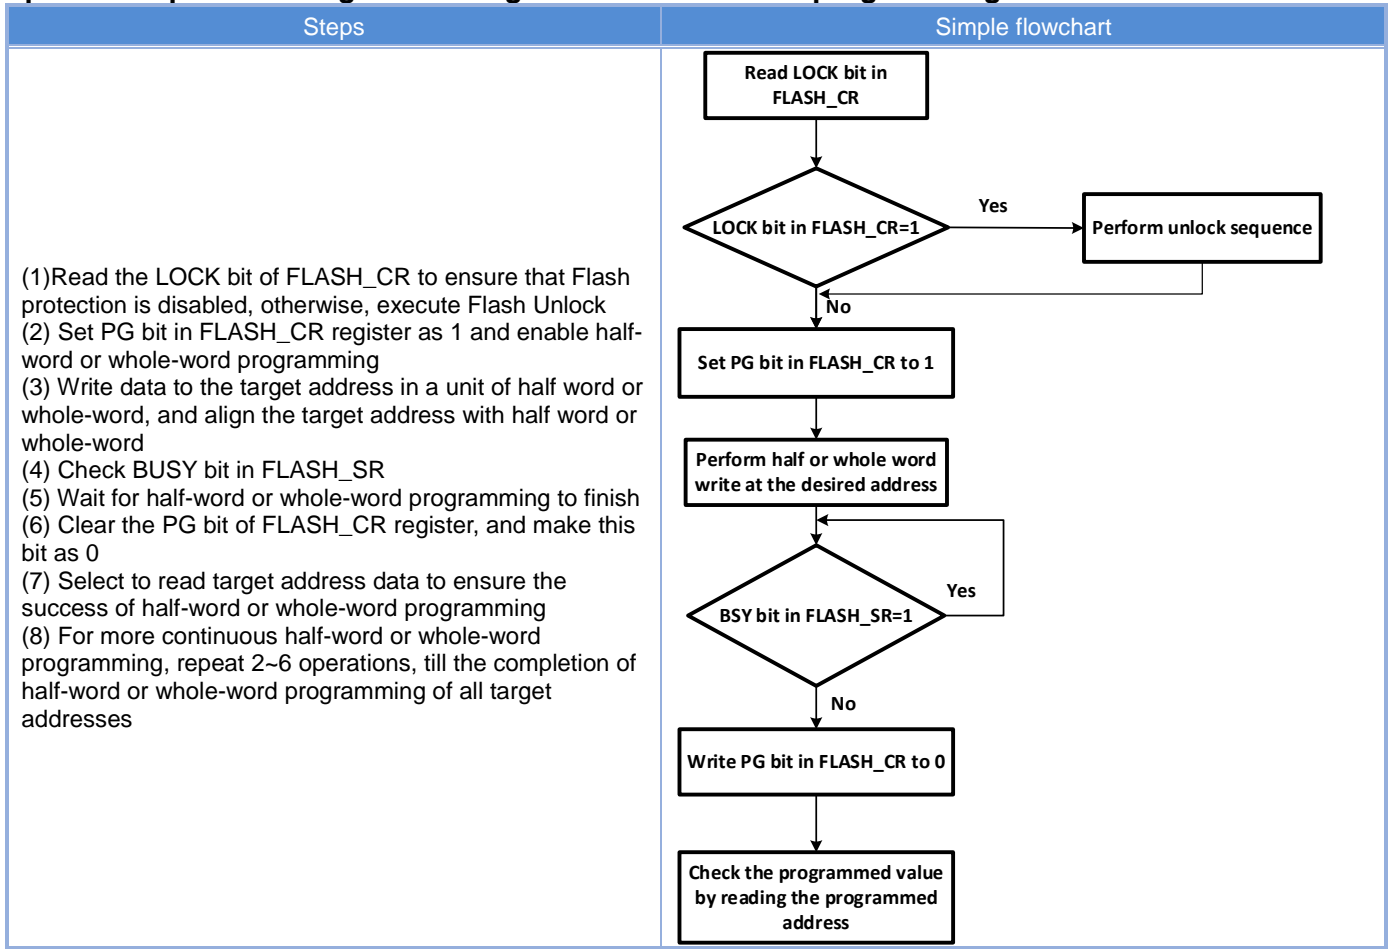 Steps
Simple flowchart
(1)Read the LOCK bit of FLASH_CR to ensure that Flash
protection is disabled, otherwise, execute Flash Unlock
(2) Set PG bit in FLASH_CR register as 1 and enable half-
word or whole-word programming
(3) Write data to the target address in a unit of half word or
whole-word, and align the target address with half word or
whole-word
(4) Check BUSY bit in FLASH_SR
(5) Wait for half-word or whole-word programming to finish
(6) Clear the PG bit of FLASH_CR register, and make this
bit as 0
(7) Select to read target address data to ensure the
success of half-word or whole-word programming
(8) For more continuous half-word or whole-word
programming, repeat 2~6 operations, till the completion of
half-word or whole-word programming of all target
addresses
Read LOCK bit in
FLASH_CR
LOCK bit in FLASH_CR=1
Yes
Perform unlock sequence
No
Set PG bit in FLASH_CR to 1
Perform half or whole word
write at the desired address
BSY bit in FLASH_SR=1
Yes
No
Write PG bit in FLASH_CR to 0
Check the programmed value
by reading the programmed
address